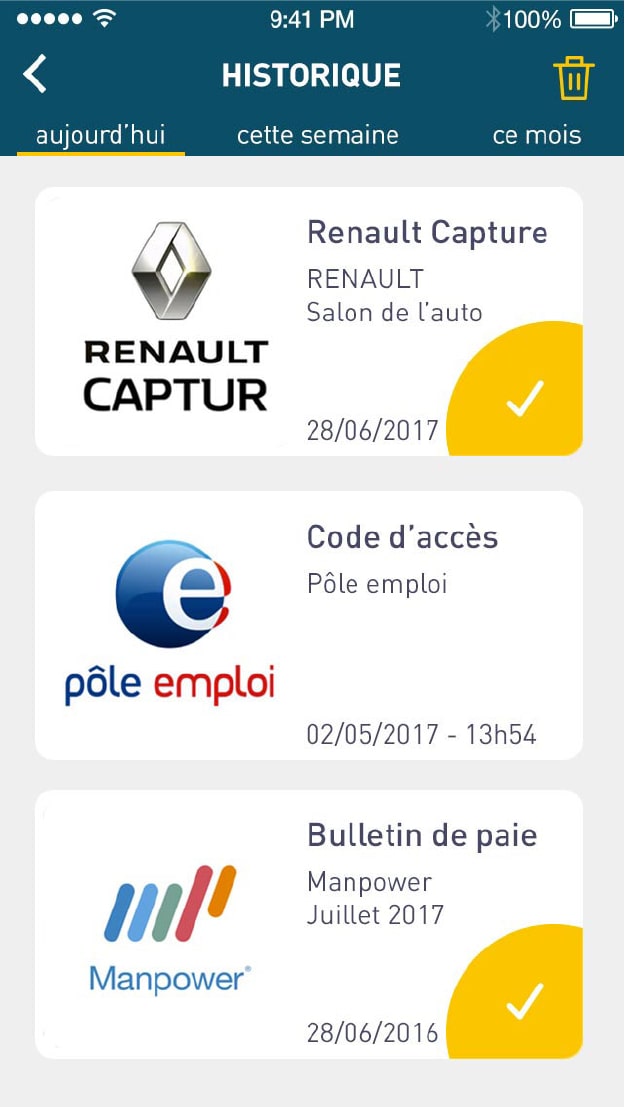 9:41 PM 100%
HISTORIQUE
aujourd'hui cette semaine ce mois
Renault Capture
RENAULT
Salon de l'auto
28/06/2017
RENAULT
CAPTUR
Code d'accès
Pôle emploi
02/05/2017 - 13h54
e
pôle emploi
Bulletin de paie
Manpower
Juillet 2017
28/06/2016
Manpower®